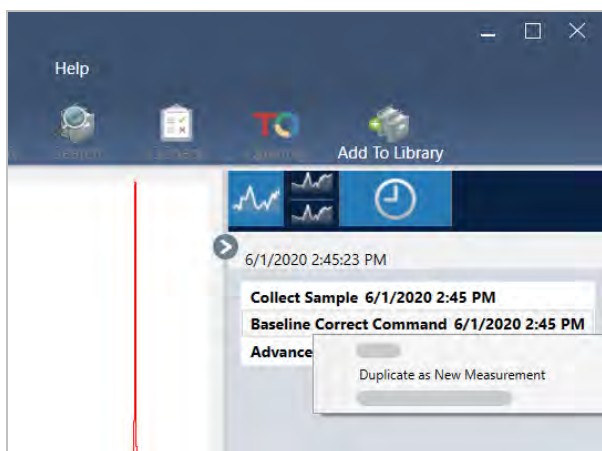 Help
Add To Library
6/1/2020 2:45:23 PM
Collect Sample 6/1/2020 2:45 PM
Baseline Correct Command 6/1/2020 2:45 PM
Advance
Duplicate as New Measurement